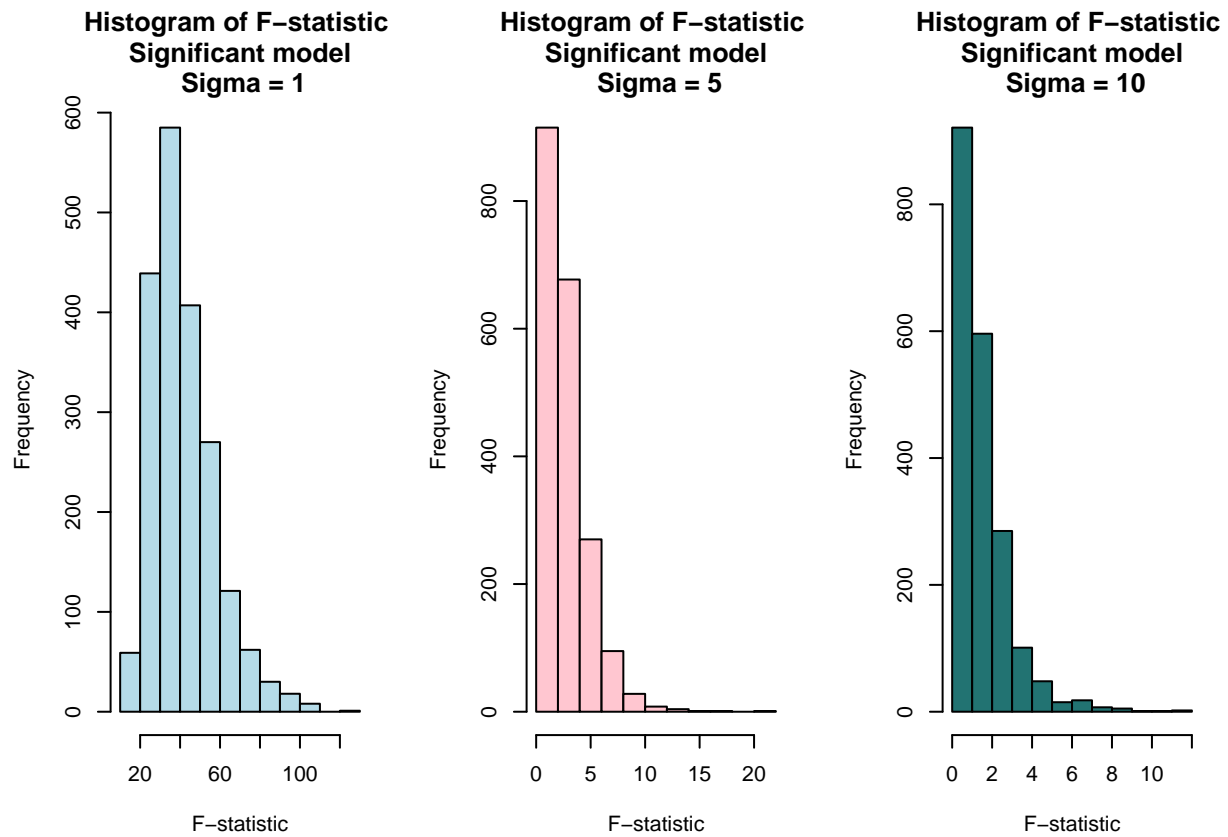 Histogram of F−statistic
Significant model
Sigma = 1
Frequency
0
100
200
300
400
500
600
20
60
100
F−statistic
Histogram of F−statistic
Significant model
Sigma = 5
Frequency
0
200
400
600
800
0
5
10
15
20
F−statistic
Histogram of F−statistic
Significant model
Sigma = 10
Frequency
0
200
400
600
800
0
2
4
6
8
10
F−statistic